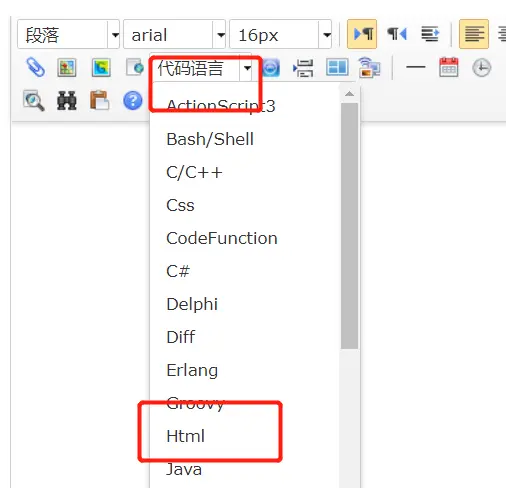 段落 arial 16px
代码语言
ActionScript3
Bash/Shell
C/C++
Css
CodeFunction
C#
Delphi
Diff
Erlang
Groovy
Html
Java